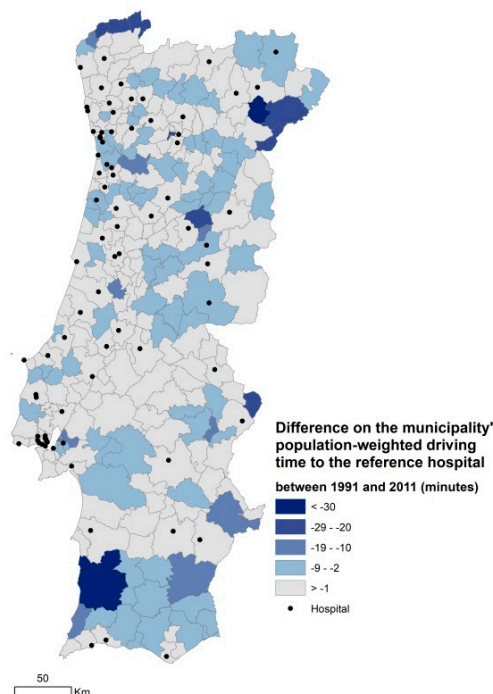 Difference on the municipality'
population-weighted driving
time to the reference hospital
between 1991 and 2011 (minutes)
< -30
-29 - -20
-19 - -10
-9 - -2
> -1
Hospital
50
Km